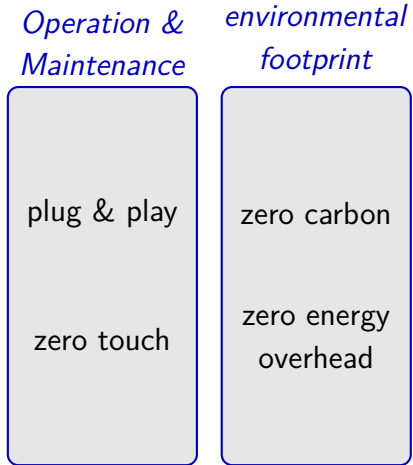 Operation &
Maintenance
plug & play
zero touch
environmental
footprint
zero carbon
zero energy
overhead